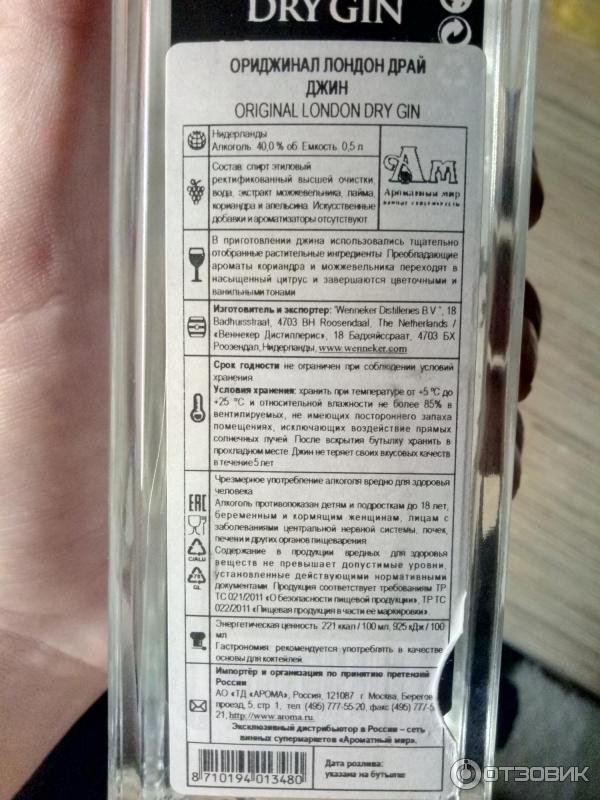 DRY GIN
ОРИДЖИНАЛ ЛОНДОН ДРАЙ
ДЖИН
ORIGINAL LONDON DRY GIN
Нидерланды
Алкоголь 40,0 % об. Емкость 0,5 л
Ам
Ароматный мир
винные супермаркеты
Состав: спирт этиловый
ректификованный высшей очистки,
вода, экстракт можжевельника, лайма,
кориандра и апельсина. Искусственные
добавки и ароматизаторы отсутствуют.
В приготовлении джина использовались тщательно
отобранные растительные ингредиенты. Преобладающие
ароматы кориандра и можжевельника переходят в
насыщенный цитрус и завершаются цветочными и
ванильными тонами
Изготовитель и экспортер: "Wenneker Distilleries B.V.", 18
Badhuisstraat, 4703 BH Roosendaal, The Netherlands /
«Веннекер Дистиллерис», 18 Бадхяйссраат, 4703 БХ
Роозендал, Нидерланды, www.wenneker.com
Срок годности не ограничен при соблюдении условий
хранения.
Условия хранения: хранить при температуре от +5 °С до
+25 °С и относительной влажности не более 85% в
вентилируемых, не имеющих постороннего запаха
помещениях, исключающих воздействие прямых
солнечных лучей. После вскрытия бутылку хранить в
прохладном месте. Джин не теряет своих вкусовых качеств
в течение 5 лет
Чрезмерное употребление алкоголя вредно для здоровья
человека
Алкоголь противопоказан детям и подросткам до 18 лет,
беременным и кормящим женщинам, лицам с
заболеваниями центральной нервной системы, почек,
печени и других органов пищеварения.
Содержание в продукции вредных для здоровья
веществ не превышает допустимые уровни,
установленные действующими нормативными
документами. Продукция соответствует требованиям ТР
ТС 021/2011 «О безопасности пищевой продукции», ТР ТС
022/2011 «Пищевая продукция в части ее маркировки».
EAC
C/ALU
GL
Энергетическая ценность: 221 ккал / 100 мл, 925 кДж / 100
мл
Гастрономия: рекомендуется употреблять в качестве
основы для коктейлей.
Импортёр и организация по принятию претензий
России
АО «ТД «АРОМА», Россия, 121087 г. Москва, Берегов
проезд, 5, стр 1, тел (495) 777-55-20, факс (495) 777-5
21, http://www.aroma.ru.
Эксклюзивный дистрибьютор в России – сеть
винных супермаркетов «Ароматный мир».
8 710194 013480
Дата розлива:
указана на бутылке
ОТЗОВИК